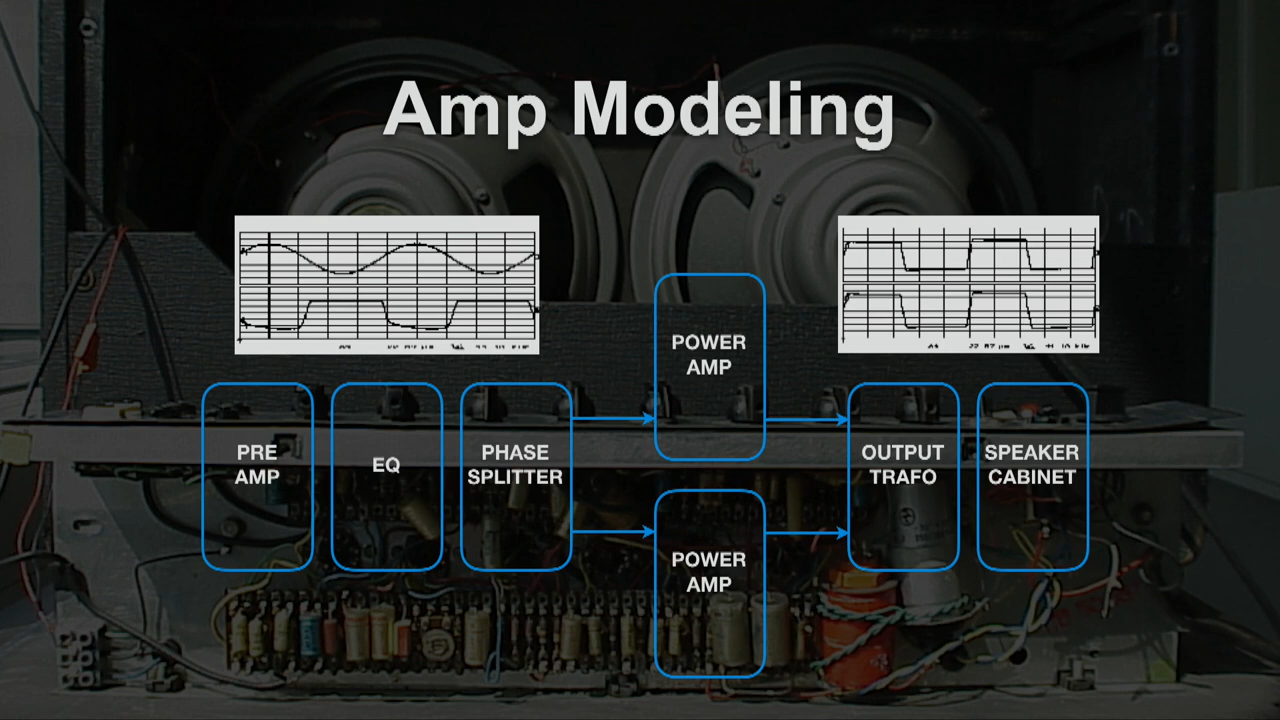 Amp Modeling
POWER
AMP
PRE
AMP
EQ
PHASE
SPLITTER
OUTPUT
TRAFO
SPEAKER
CABINET
POWER
AMP